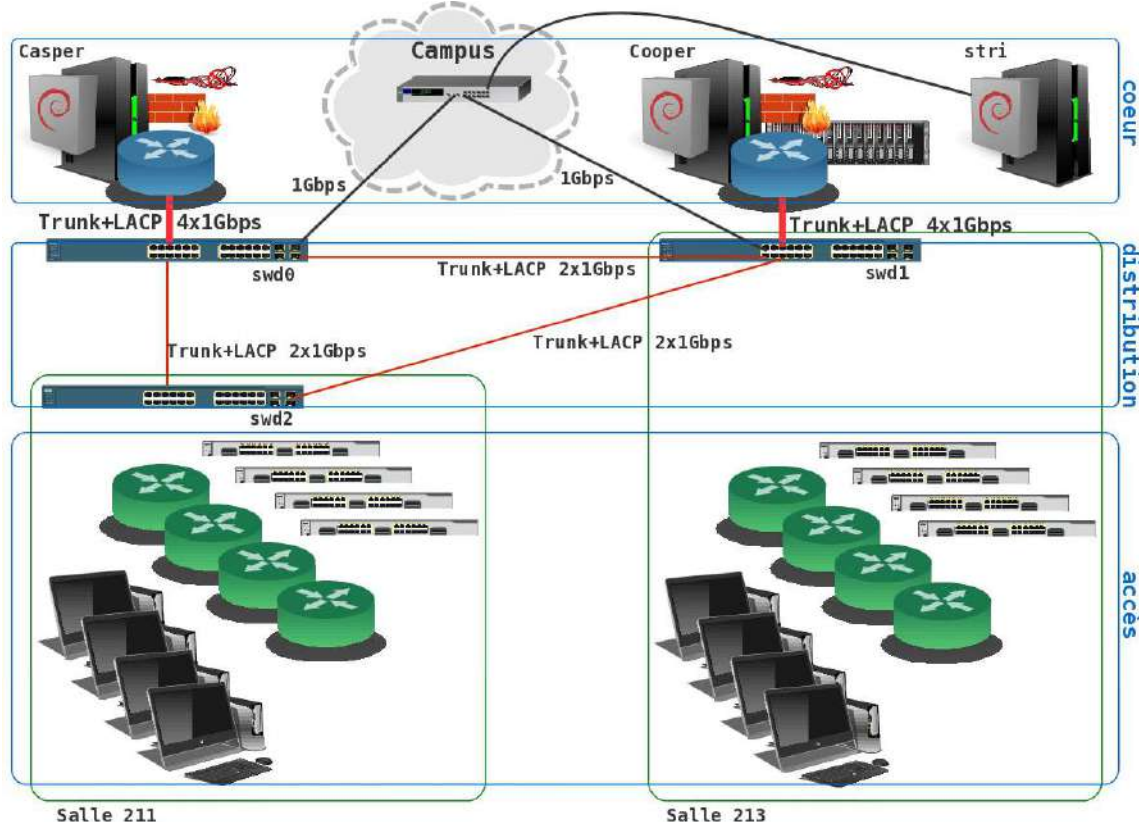 Casper
Campus
Cooper
stri
coeur
1Gbps
1Gbps
Trunk+LACP 4x1Gbps
Trunk+LACP 4x1Gbps
swd0
Trunk+LACP 2x1Gbps
swd1
distribution
Trunk+LACP 2x1Gbps
Trunk+LACP 2x1Gbps
swd2
accés
Salle 211
Salle 213